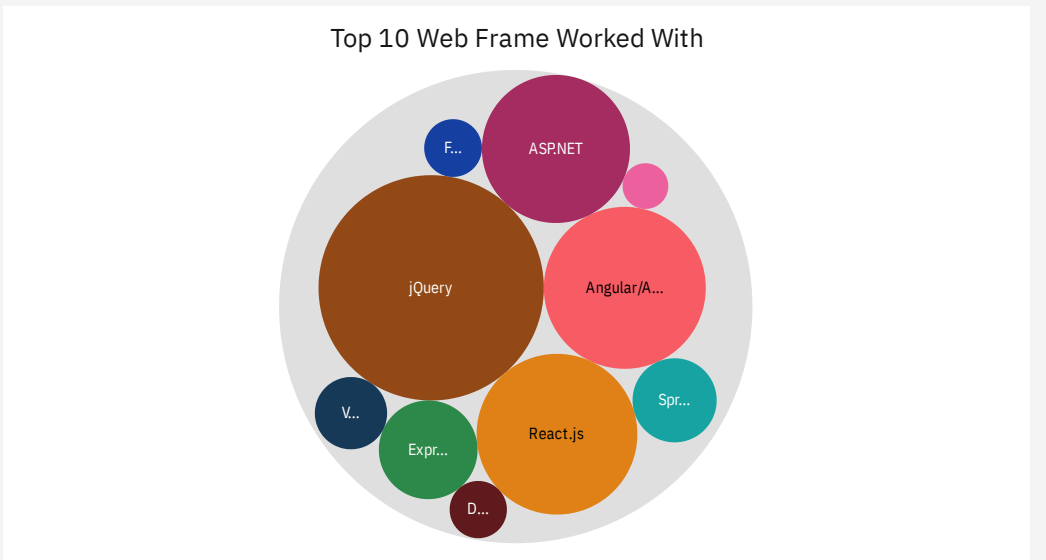 Top 10 Web Frame Worked With
F...
ASP.NET
jQuery
Angular/A...
V...
Expr...
React.js
Spr...
D...